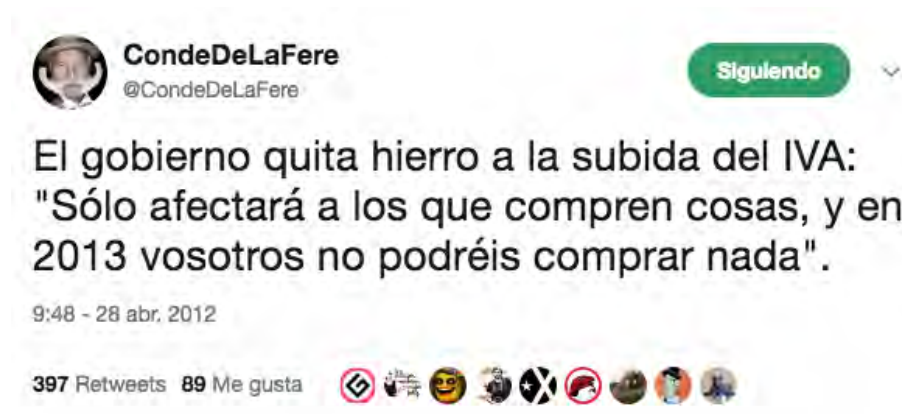 CondeDeLaFere
@CondeDeLaFere
Siguiendo
El gobierno quita hierro a la subida del IVA:
"Sólo afectará a los que compren cosas, y en
2013 vosotros no podréis comprar nada".
9:48 - 28 abr. 2012
397 Retweets 89 Me gusta